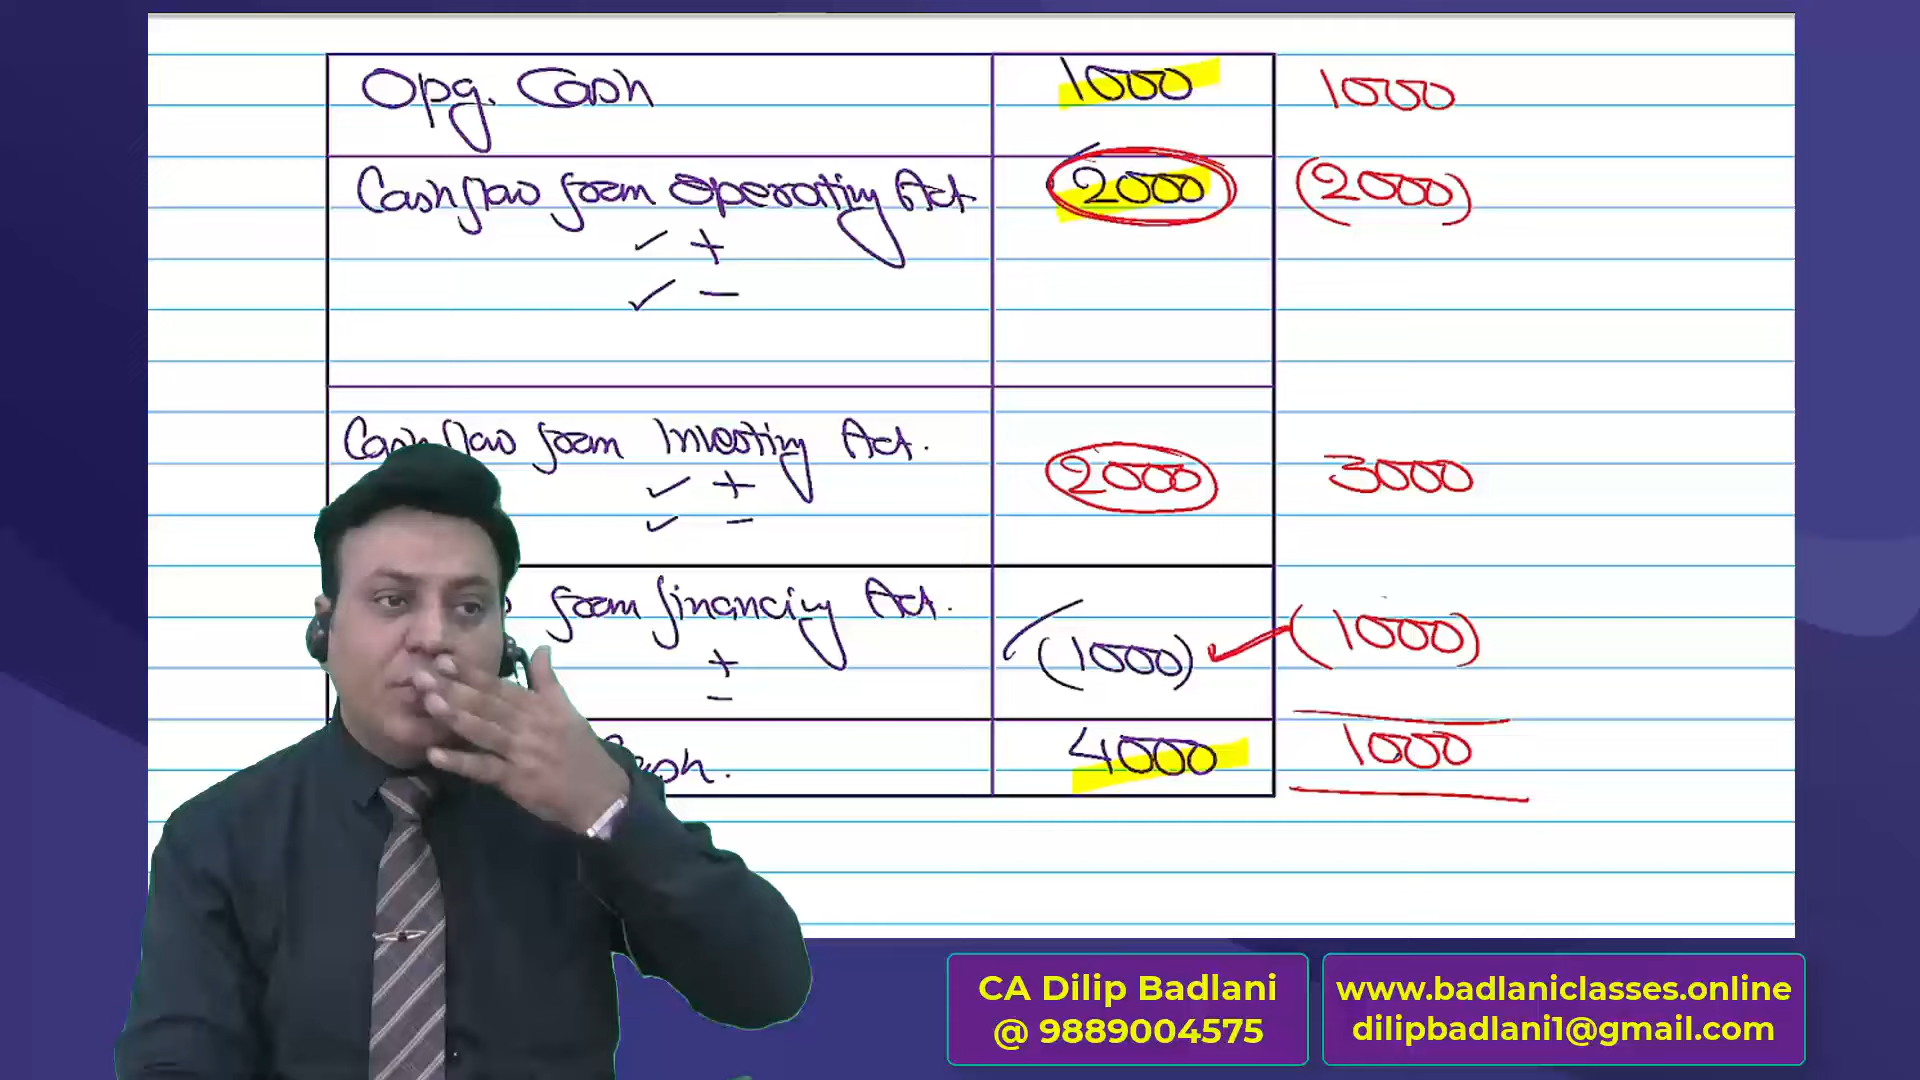 Opg. Cash 1000 1000
Cashflow from Operating Act 2000 (2000)
✓ +
✓ −
Cashflow from Investing Act. 2000 3000
✓ +
✓ −
from financing Act. (1000) (1000)
+
−
Cash. 4000 1000
CA Dilip Badlani
@ 9889004575
www.badlaniclasses.online
dilipbadlani1@gmail.com